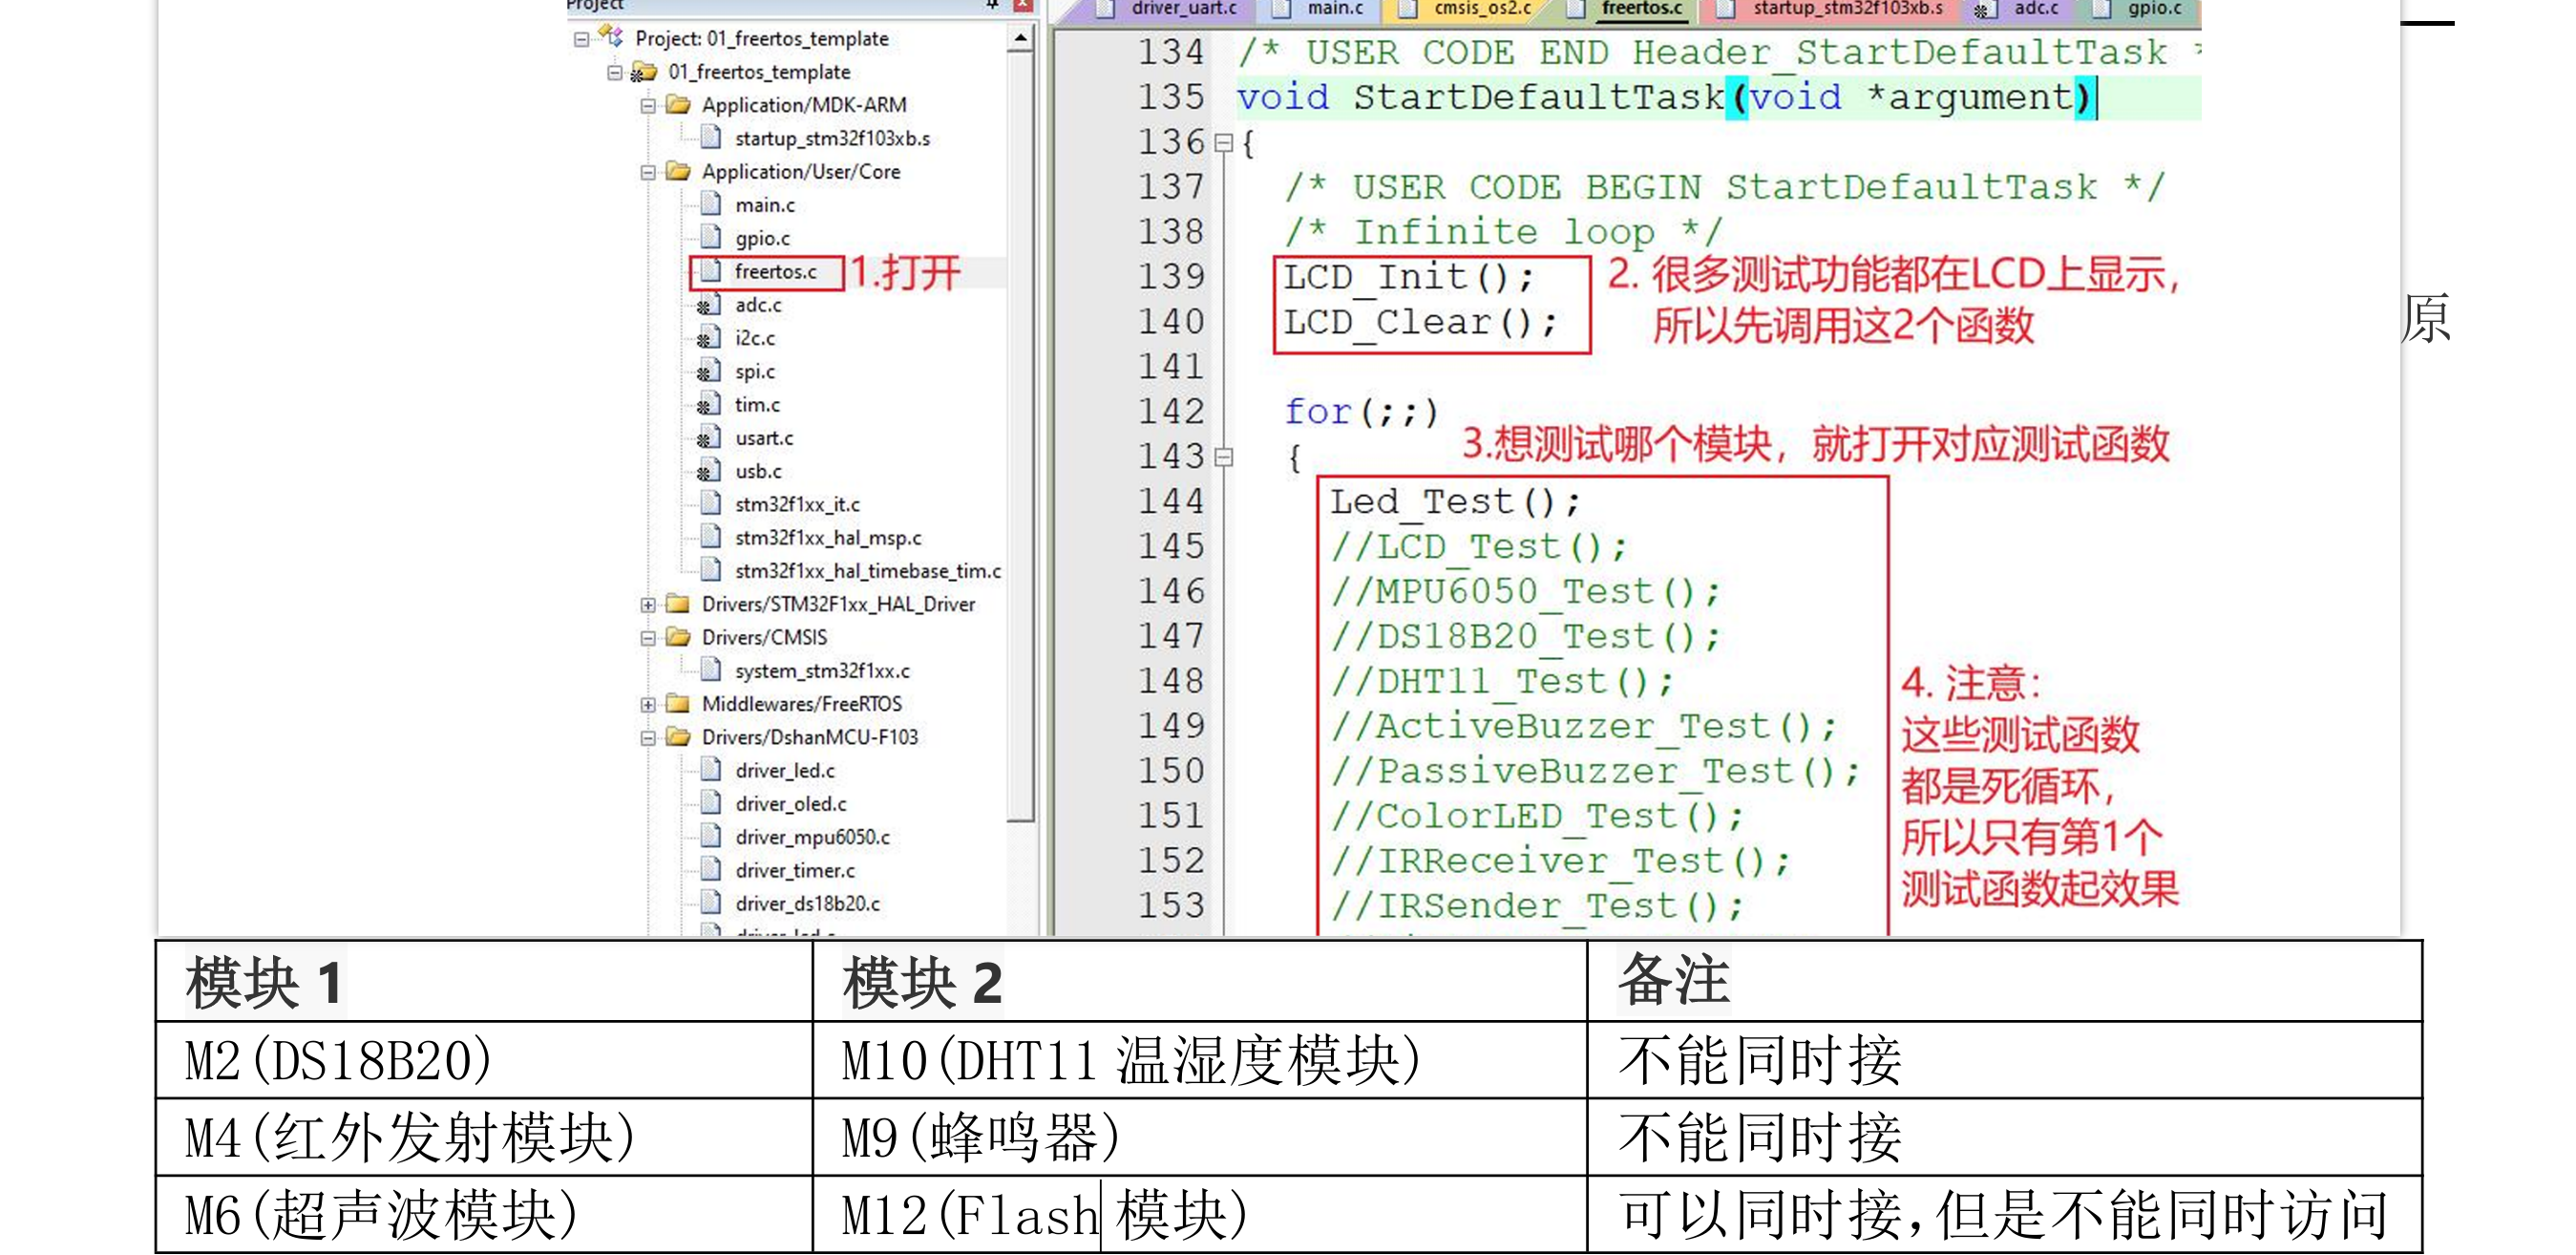 Project
driver_uart.c main.c cmsis_os2.c freertos.c startup_stm32f103xb.s adc.c gpio.c
Project: 01_freertos_template
01_freertos_template
Application/MDK-ARM
startup_stm32f103xb.s
Application/User/Core
main.c
gpio.c
freertos.c 1.打开
adc.c
i2c.c
spi.c
tim.c
usart.c
usb.c
stm32f1xx_it.c
stm32f1xx_hal_msp.c
stm32f1xx_hal_timebase_tim.c
Drivers/STM32F1xx_HAL_Driver
Drivers/CMSIS
system_stm32f1xx.c
Middlewares/FreeRTOS
Drivers/DshanMCU-F103
driver_led.c
driver_oled.c
driver_mpu6050.c
driver_timer.c
driver_ds18b20.c
134 /* USER CODE END Header_StartDefaultTask *
135 void StartDefaultTask(void *argument)
136 {
137 /* USER CODE BEGIN StartDefaultTask */
138 /* Infinite loop */
139 LCD_Init();
140 LCD_Clear();
2. 很多测试功能都在LCD上显示，
所以先调用这2个函数
原
141
142 for(;;)
3.想测试哪个模块，就打开对应测试函数
143 {
144 Led_Test();
145 //LCD_Test();
146 //MPU6050_Test();
147 //DS18B20_Test();
148 //DHT11_Test();
149 //ActiveBuzzer_Test();
150 //PassiveBuzzer_Test();
151 //ColorLED_Test();
152 //IRReceiver_Test();
153 //IRSender_Test();
4. 注意：
这些测试函数
都是死循环，
所以只有第1个
测试函数起效果
模块 1 模块 2 备注
M2(DS18B20) M10(DHT11 温湿度模块) 不能同时接
M4(红外发射模块) M9(蜂鸣器) 不能同时接
M6(超声波模块) M12(Flash 模块) 可以同时接,但是不能同时访问